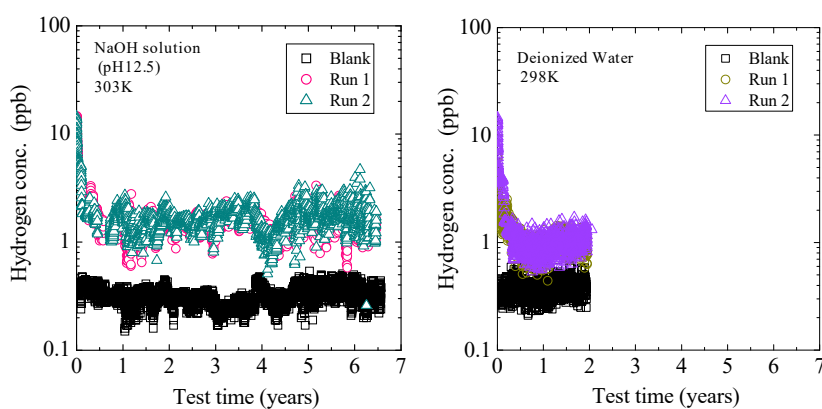 100
10
1
0.1
Hydrogen conc. (ppb)
NaOH solution
(pH12.5)
303K
Blank
Run 1
Run 2
0 1 2 3 4 5 6 7
Test time (years)
100
10
1
0.1
Hydrogen conc. (ppb)
Deionized Water
298K
Blank
Run 1
Run 2
0 1 2 3 4 5 6 7
Test time (years)